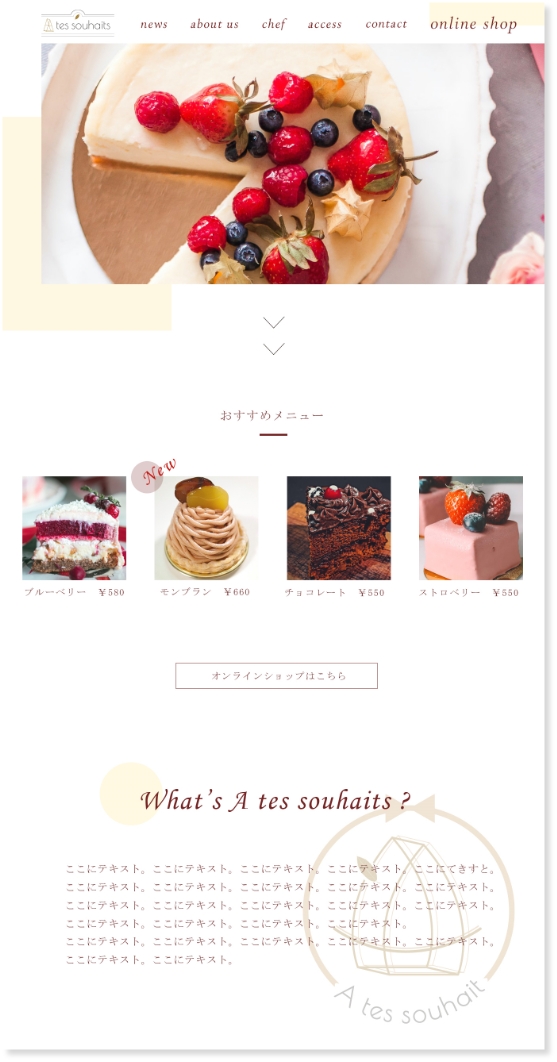 A tes souhaits
news about us chef access contact online shop
おすすめメニュー
New
ブルーベリー ¥580
モンブラン ¥660
チョコレート ¥550
ストロベリー ¥550
オンラインショップはこちら
What's A tes souhaits ?
ここにテキスト。ここにテキスト。ここにテキスト。ここにテキスト。ここにてきすと。
ここにテキスト。ここにテキスト。ここにテキスト。ここにテキスト。ここにテキスト。
ここにテキスト。ここにテキスト。ここにテキスト。ここにテキスト。ここにテキスト。
ここにテキスト。ここにテキスト。ここにテキスト。ここにテキスト。
ここにテキスト。ここにテキスト。ここにテキスト。ここにテキスト。ここにテキスト。
ここにテキスト。ここにテキスト。
A tes souhait